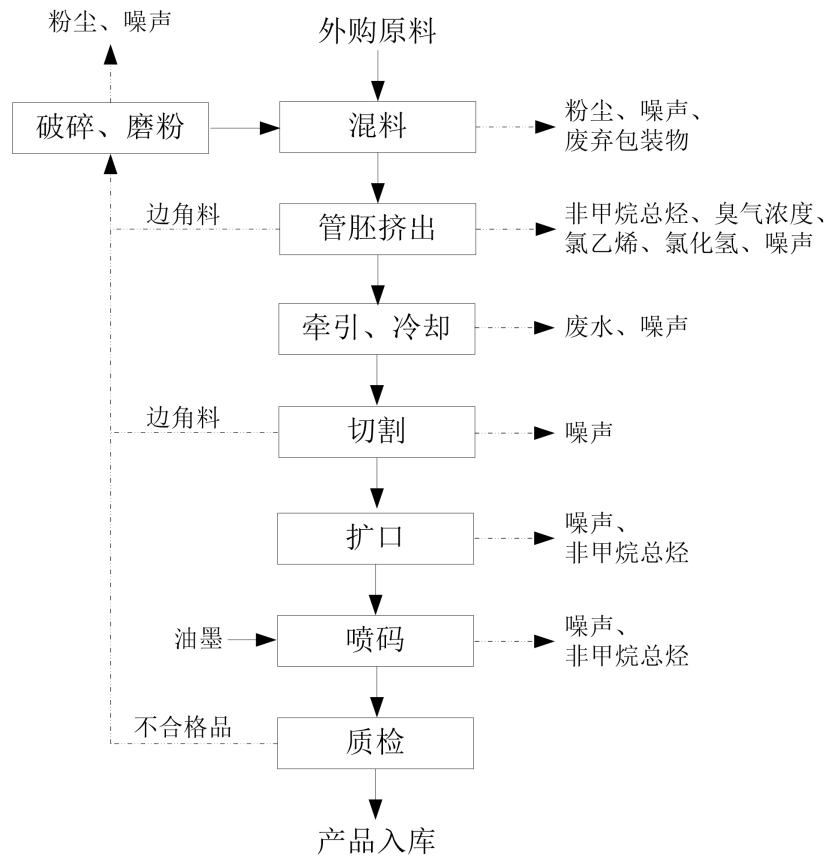 粉尘、噪声
外购原料
破碎、磨粉
混料
粉尘、噪声、
废弃包装物
边角料
管胚挤出
非甲烷总烃、臭气浓度、
氯乙烯、氯化氢、噪声
牵引、冷却
废水、噪声
边角料
切割
噪声
扩口
噪声、
非甲烷总烃
油墨
喷码
噪声、
非甲烷总烃
不合格品
质检
产品入库